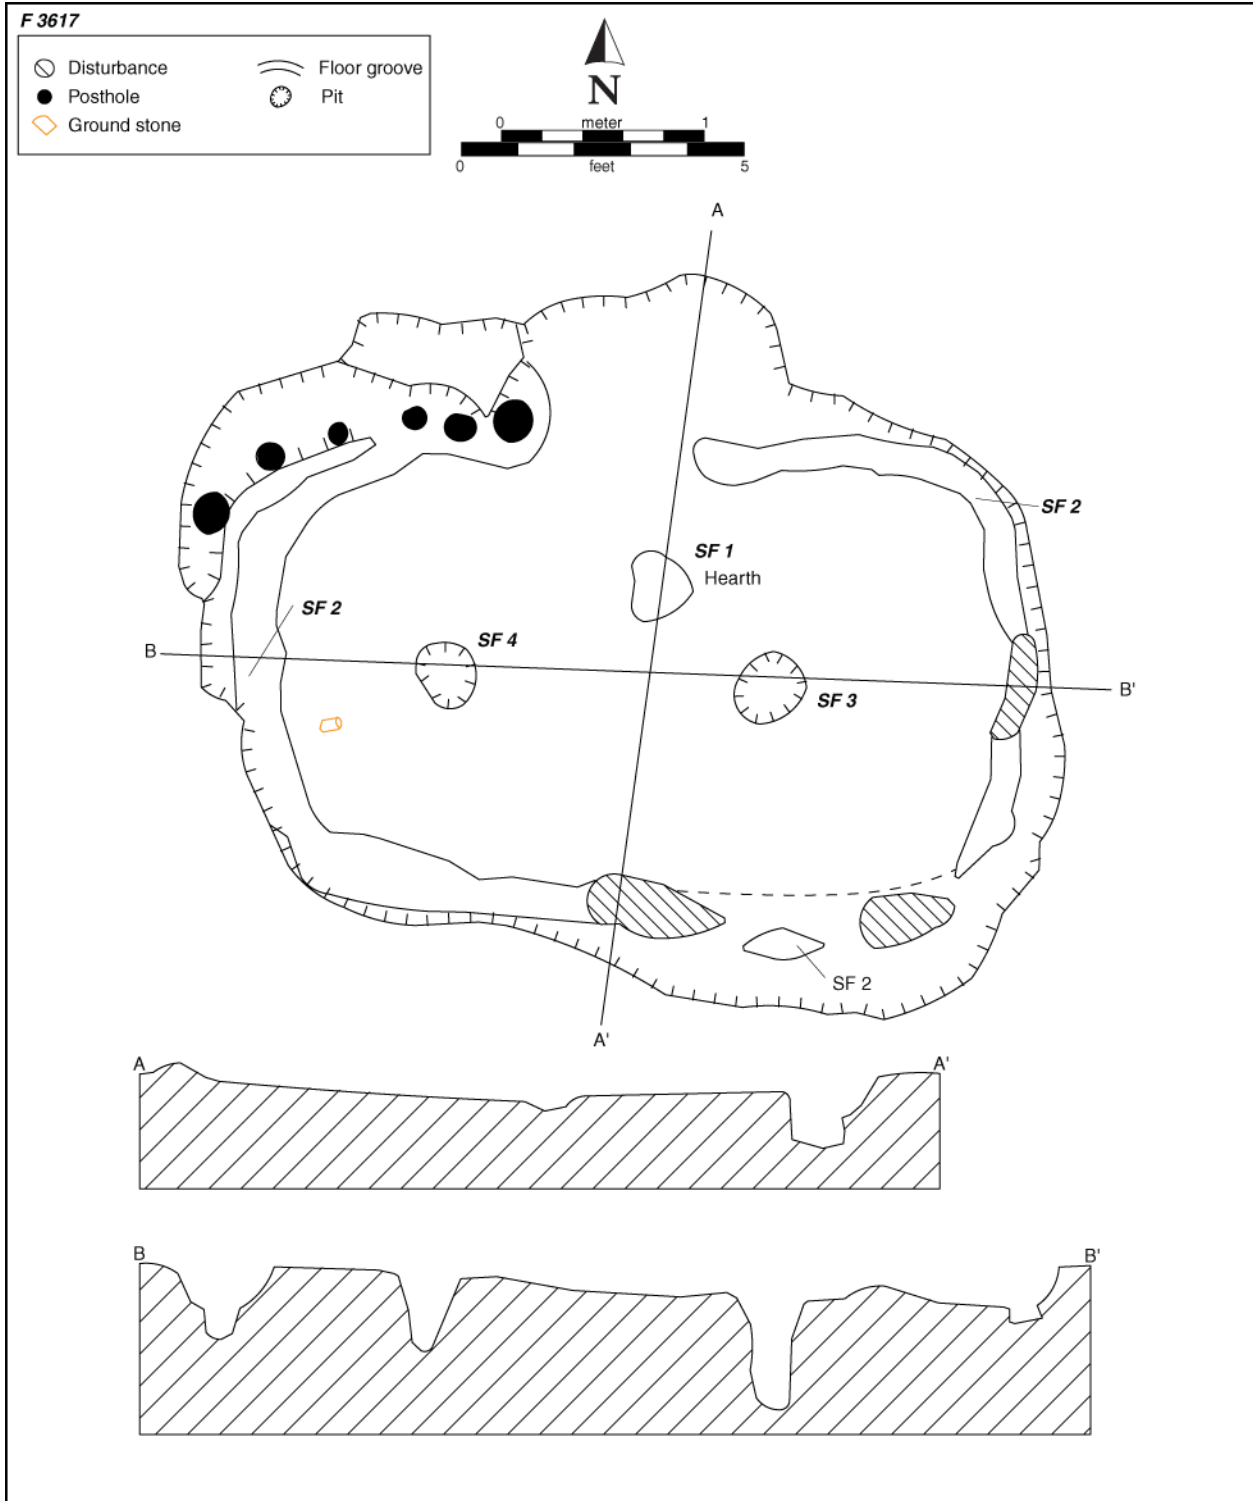 F 3617
Disturbance
Floor groove
Posthole
Pit
Ground stone
N
0 meter 1
0 feet 5
A
SF 2
SF 1
Hearth
SF 2
SF 4
B
B'
SF 3
SF 2
A'
A A'
B B'